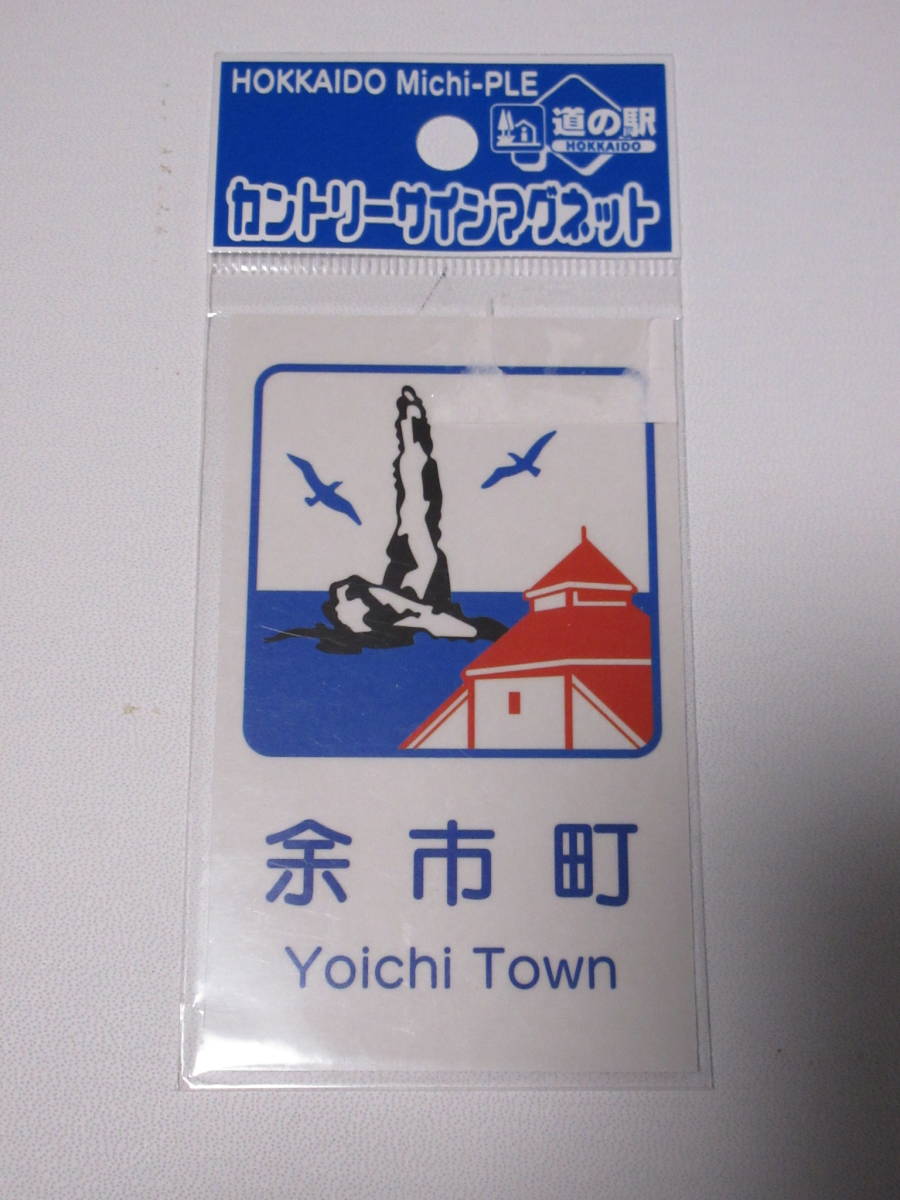 HOKKAIDO Michi-PLE
道の駅
HOKKAIDO
カントリーサインマグネット
余市町
Yoichi Town